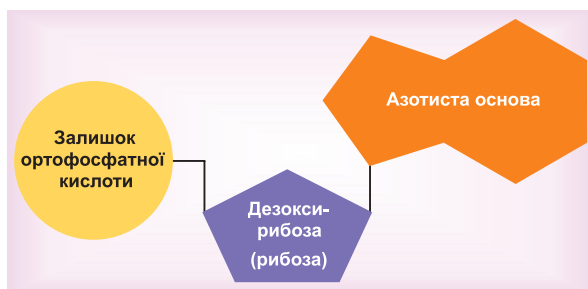 Залишок
ортофосфатної
кислоти
Дезокси-
рибоза
(рибоза)
Азотиста основа